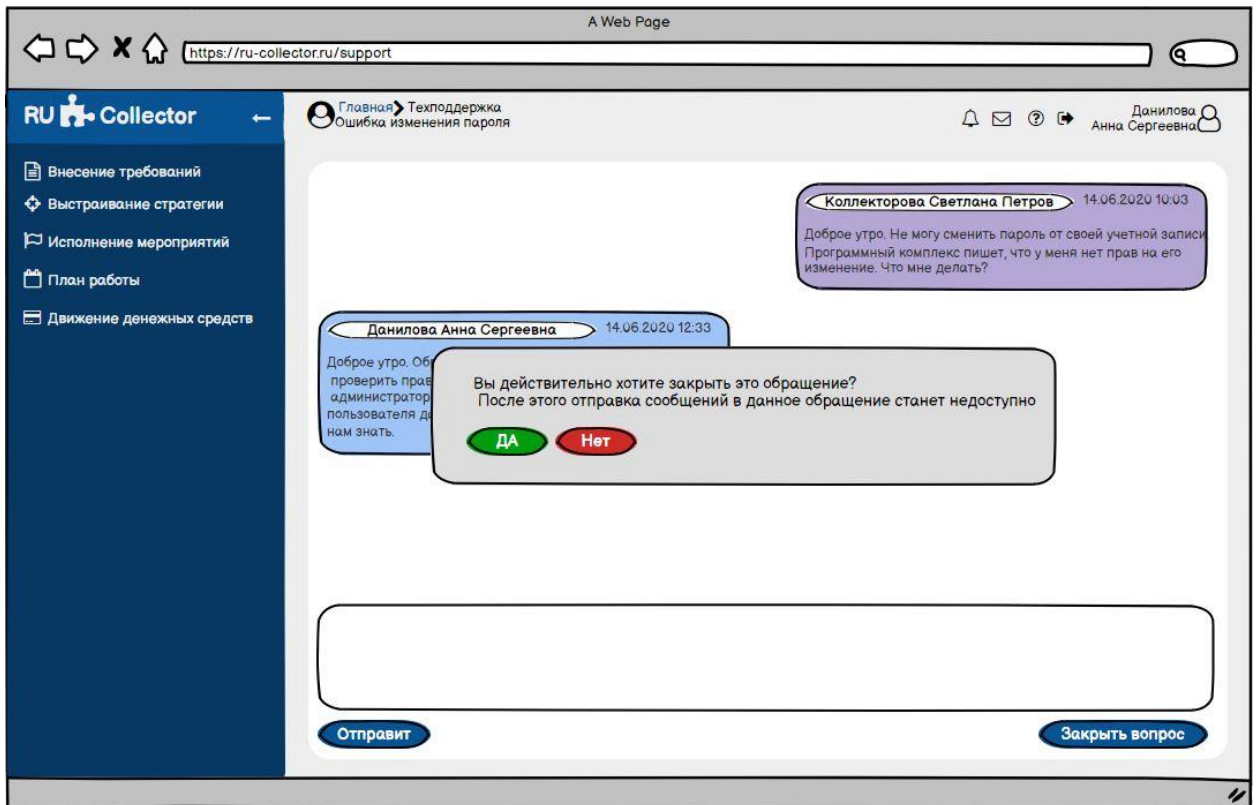 A Web Page
https://ru-collector.ru/support
RU Collector
Главная Техподдержка
Ошибка изменения пароля
Данилова
Анна Сергеевна
Внесение требований
Выстраивание стратегии
Исполнение мероприятий
План работы
Движение денежных средств
Коллекторова Светлана Петров 14.06.2020 10:03
Доброе утро. Не могу сменить пароль от своей учетной записи
Программный комплекс пишет, что у меня нет прав на его
изменение. Что мне делать?
Данилова Анна Сергеевна 14.06.2020 12:33
Доброе утро.
проверить
администратор
пользователя
нам знать.
Вы действительно хотите закрыть это обращение?
После этого отправка сообщений в данное обращение станет недоступно
ДА Нет
Отправит Закрыть вопрос